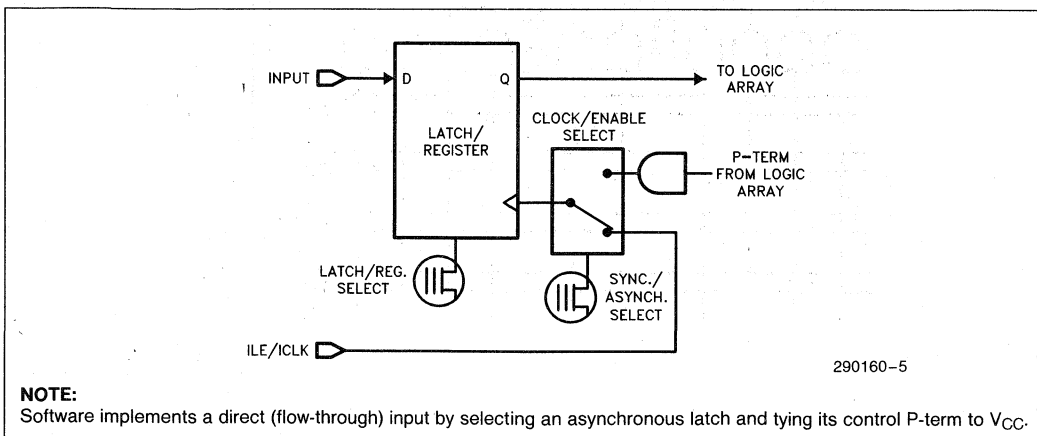 INPUT
D
Q
TO LOGIC
ARRAY
LATCH/
REGISTER
CLOCK/ENABLE
SELECT
P-TERM
FROM LOGIC
ARRAY
LATCH/REG.
SELECT
SYNC./
ASYNCH.
SELECT
ILE/ICLK
290160-5
NOTE:
Software implements a direct (flow-through) input by selecting an asynchronous latch and tying its control P-term to VCC.